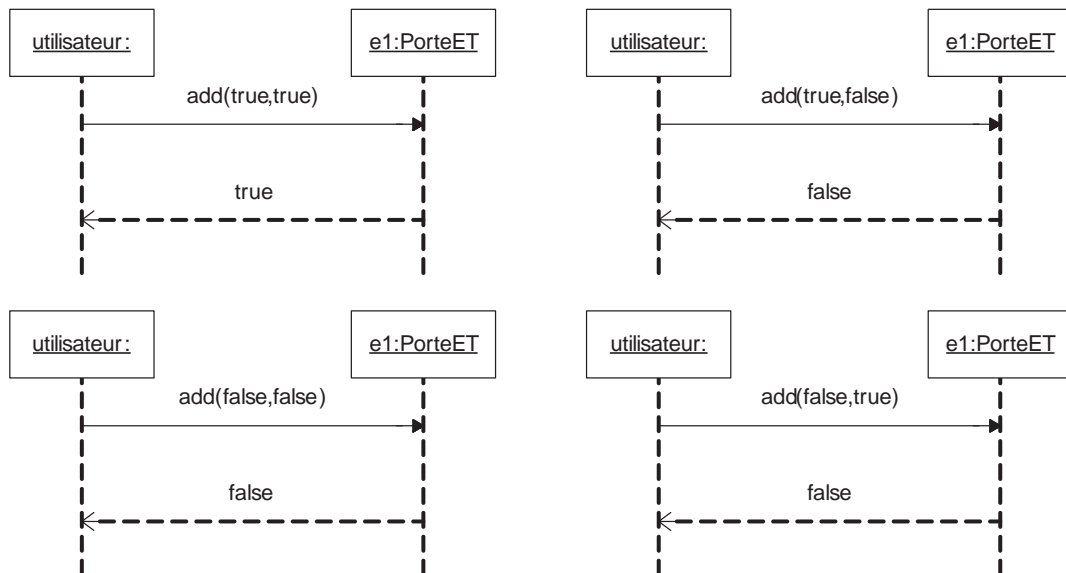 utilisateur:
e1:PorteET
add(true,true)
true
utilisateur:
e1:PorteET
add(true,false)
false
utilisateur:
e1:PorteET
add(false,false)
false
utilisateur:
e1:PorteET
add(false,true)
false